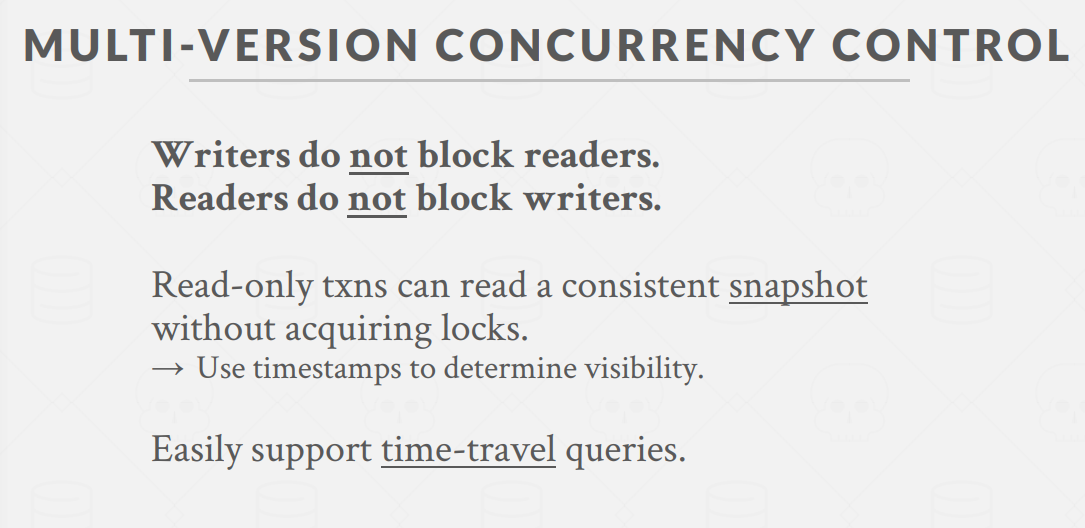 MULTI-VERSION CONCURRENCY CONTROL
Writers do not block readers.
Readers do not block writers.
Read-only txns can read a consistent snapshot
without acquiring locks.
→ Use timestamps to determine visibility.
Easily support time-travel queries.